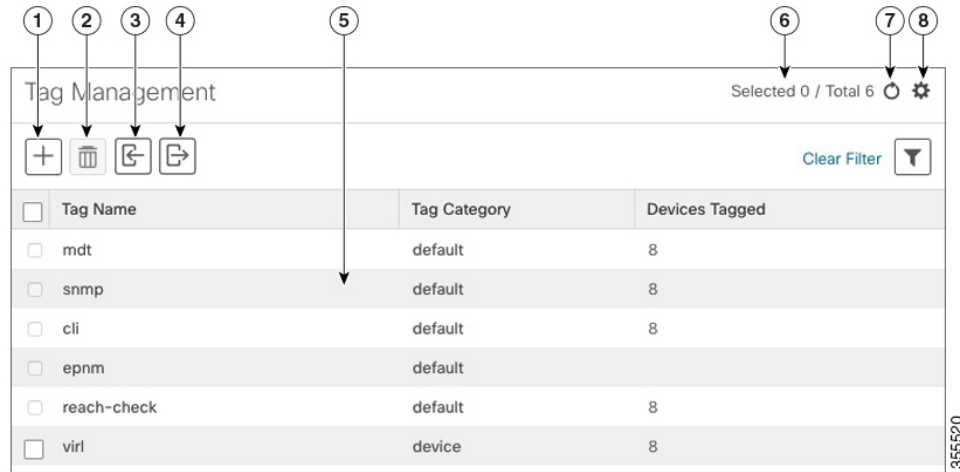 1 2 3 4 5 6 7 8
Tag Management
Selected 0 / Total 6
Clear Filter
Tag Name Tag Category Devices Tagged
mdt default 8
snmp default 8
cli default 8
epnm default
reach-check default 8
virl device 8
355520